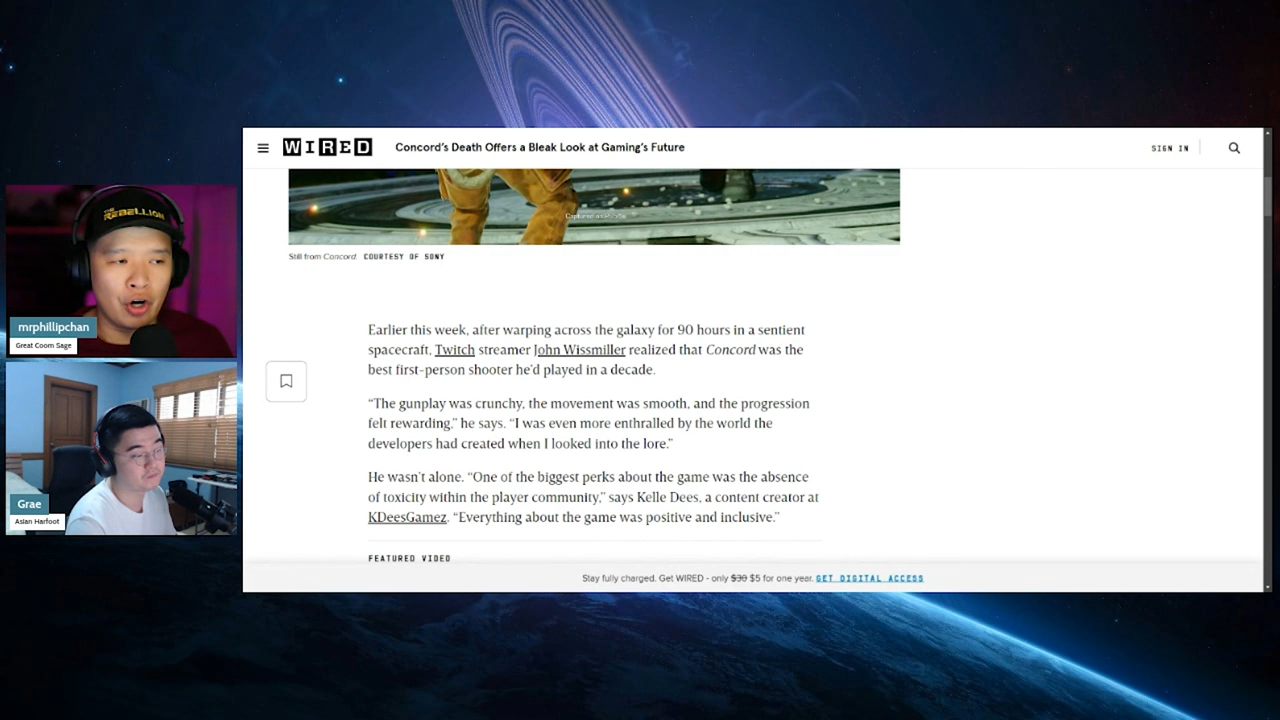 WIRED
Concord's Death Offers a Bleak Look at Gaming's Future
SIGN IN
Still from Concord. COURTESY OF SONY
Earlier this week, after warping across the galaxy for 90 hours in a sentient
spacecraft, Twitch streamer John Wissmiller realized that Concord was the
best first-person shooter he'd played in a decade.
“The gunplay was crunchy, the movement was smooth, and the progression
felt rewarding,” he says. “I was even more enthralled by the world the
developers had created when I looked into the lore.”
He wasn't alone. “One of the biggest perks about the game was the absence
of toxicity within the player community,” says Kelle Dees, a content creator at
KDeesGamez. “Everything about the game was positive and inclusive.”
FEATURED VIDEO
Stay fully charged. Get WIRED - only $30 $5 for one year. GET DIGITAL ACCESS
THE
REBELLION
mrphillipchan
Great Coom Sage
Grae
Asian Harfoot